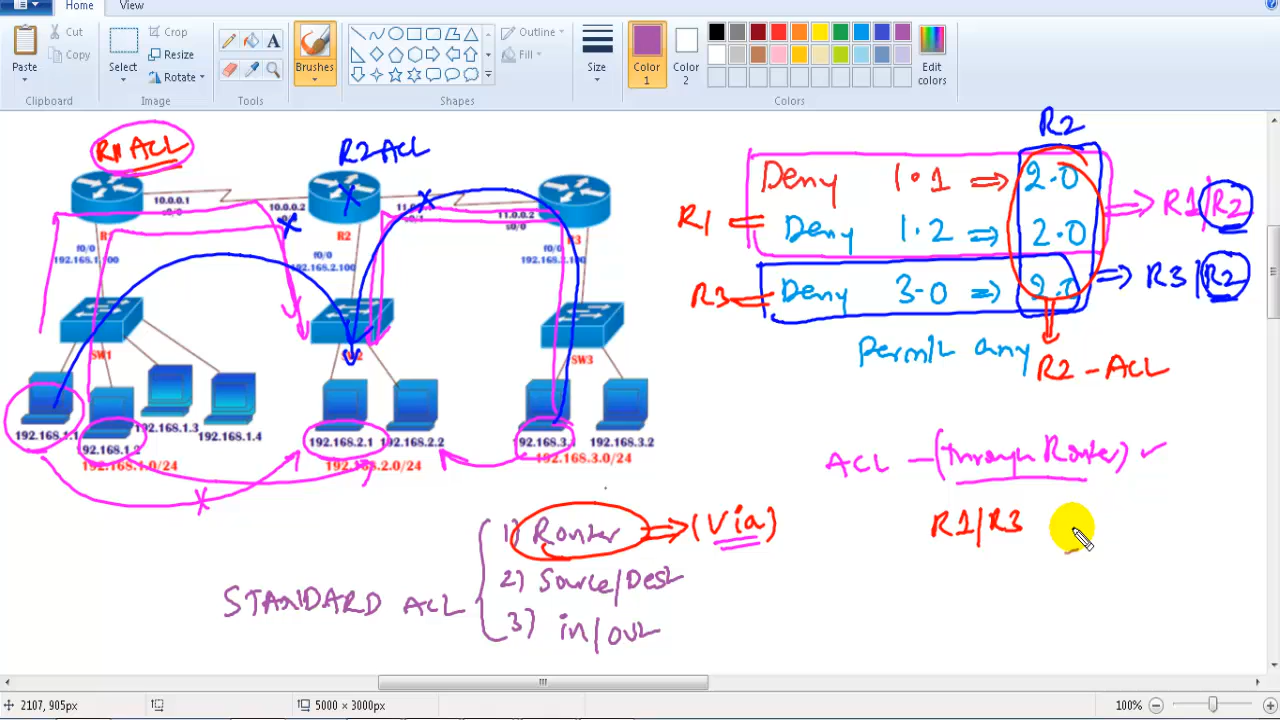 Home
View
Paste
Cut
Copy
Clipboard
Select
Crop
Resize
Rotate
Image
A
Tools
Brushes
Outline
Fill
Shapes
Size
Color
1
Color
2
Colors
Edit
colors
R1 ACL
R2 ACL
10.0.0.1
s0/0
10.0.0.2
R2
11.0.0.2
s0/0
f0/0
192.168.2.100
SW1
SW3
192.168.1.1
192.168.1.2
192.168.1.3
192.168.1.4
192.168.2.1
192.168.2.2
192.168.3.
192.168.3.2
192.168.1.0/24
192.168.2.0/24
192.168.3.0/24
R2
Deny 1.1 ⇒ 2.0
R1 Deny 1.2 ⇒ 2.0 ⇒ R1/R2
R3 Deny 3-0 ⇒ 2.0 ⇒ R3/R2
Permit any
R2 - ACL
ACL - (through Router) ✓
R1/R3
STANDARD ACL
1) Router ⇒ (Via)
2) Source/Dest
3) in/out
2107, 905px
5000 × 3000px
100%